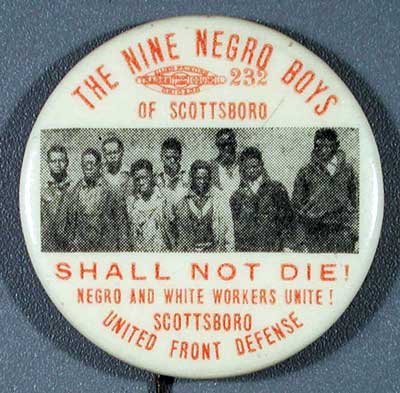 THE NINE NEGRO BOYS
232
OF SCOTTSBORO
SHALL NOT DIE!
NEGRO AND WHITE WORKERS UNITE!
SCOTTSBORO
UNITED FRONT DEFENSE